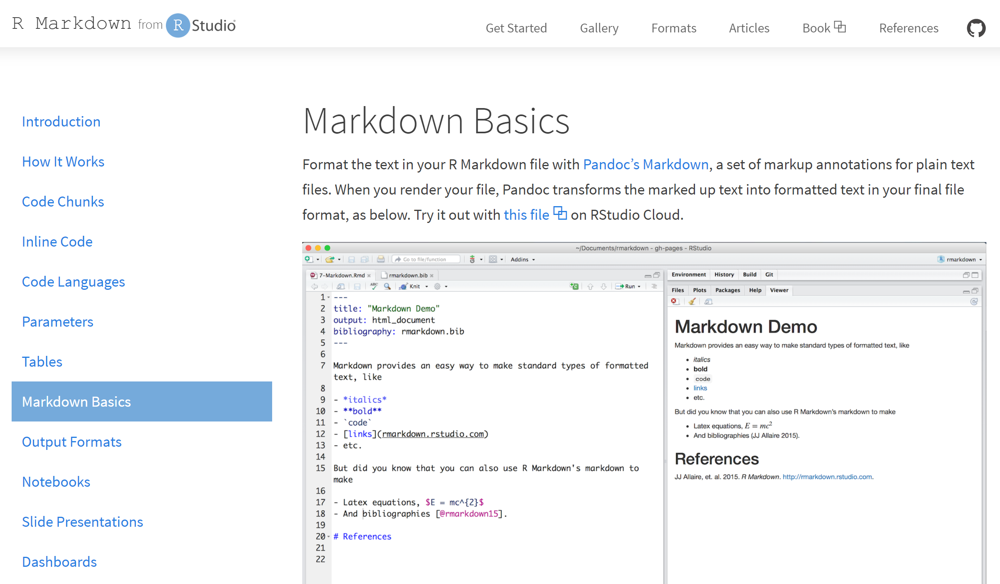 R Markdown from R Studio
Get Started Gallery Formats Articles Book References
Introduction
How It Works
Code Chunks
Inline Code
Code Languages
Parameters
Tables
Markdown Basics
Output Formats
Notebooks
Slide Presentations
Dashboards
Markdown Basics
Format the text in your R Markdown file with Pandoc’s Markdown, a set of markup annotations for plain text
files. When you render your file, Pandoc transforms the marked up text into formatted text in your final file
format, as below. Try it out with this file on RStudio Cloud.
~/Documents/rmarkdown - gh-pages - RStudio
Go to file/function Addins rmarkdown
7-Markdown.Rmd rmarkdown.bib
ABC Knit Run
1 ---
2 title: "Markdown Demo"
3 output: html_document
4 bibliography: rmarkdown.bib
5 ---
6
7 Markdown provides an easy way to make standard types of formatted
text, like
8
9 - *italics*
10 - **bold**
11 - `code`
12 - [links](rmarkdown.rstudio.com)
13 - etc.
14
15 But did you know that you can also use R Markdown's markdown to
make
16
17 - Latex equations, $E = mc^{2}$
18 - And bibliographies [@rmarkdown15].
19
20 # References
21
22
Environment History Build Git
Files Plots Packages Help Viewer
Markdown Demo
Markdown provides an easy way to make standard types of formatted text, like
• italics
• bold
• code
• links
• etc.
But did you know that you can also use R Markdown's markdown to make
• Latex equations, E = mc²
• And bibliographies (JJ Allaire 2015).
References
JJ Allaire, et. al. 2015. R Markdown. http://rmarkdown.rstudio.com.